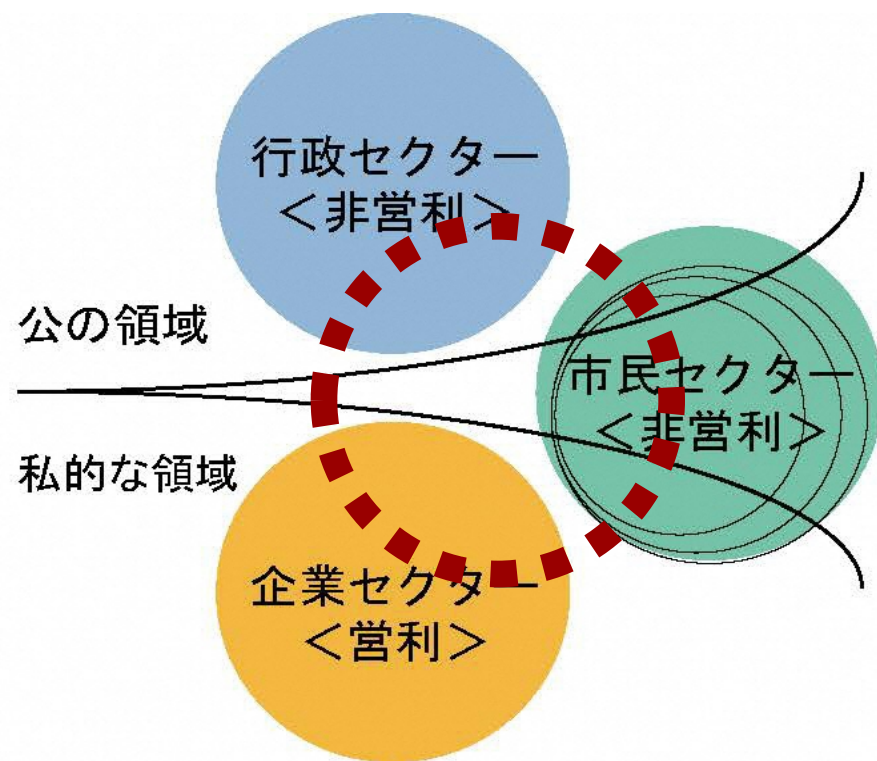 行政セクター
＜非営利＞
公の領域
市民セクター
＜非営利＞
私的な領域
企業セクター
＜営利＞